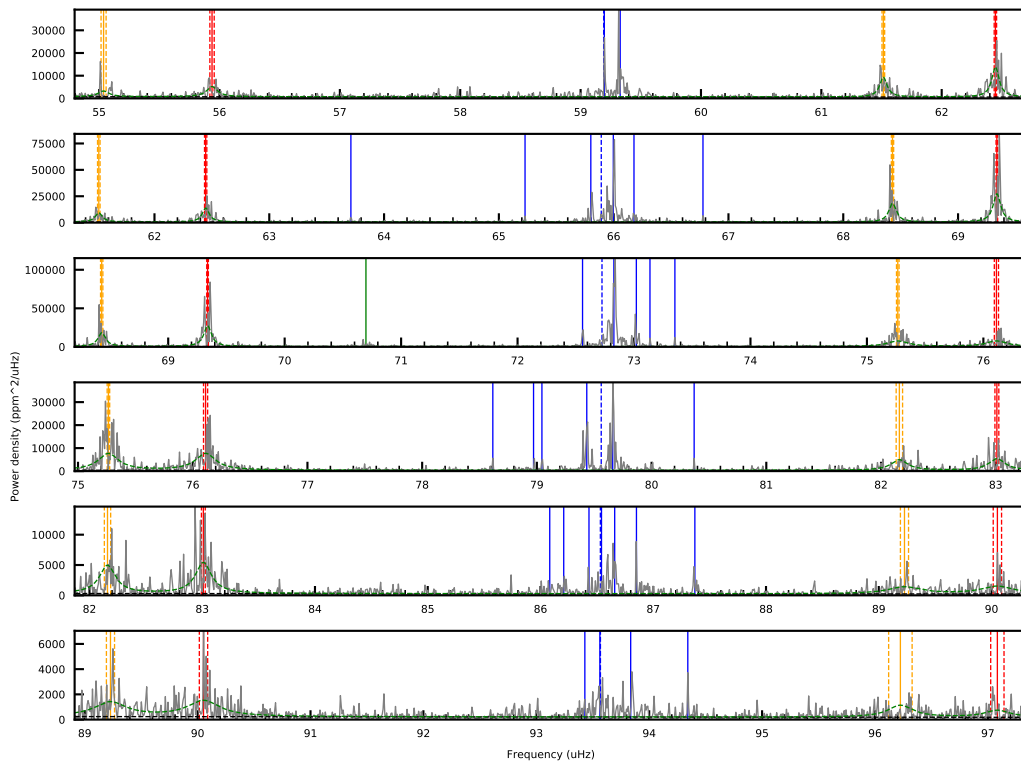 30000
20000
10000
0
55 56 57 58 59 60 61 62
75000
50000
25000
0
62 63 64 65 66 67 68 69
100000
50000
0
69 70 71 72 73 74 75 76
Power density (ppm^2/uHz)
30000
20000
10000
0
75 76 77 78 79 80 81 82 83
10000
5000
0
82 83 84 85 86 87 88 89 90
6000
4000
2000
0
89 90 91 92 93 94 95 96 97
Frequency (uHz)